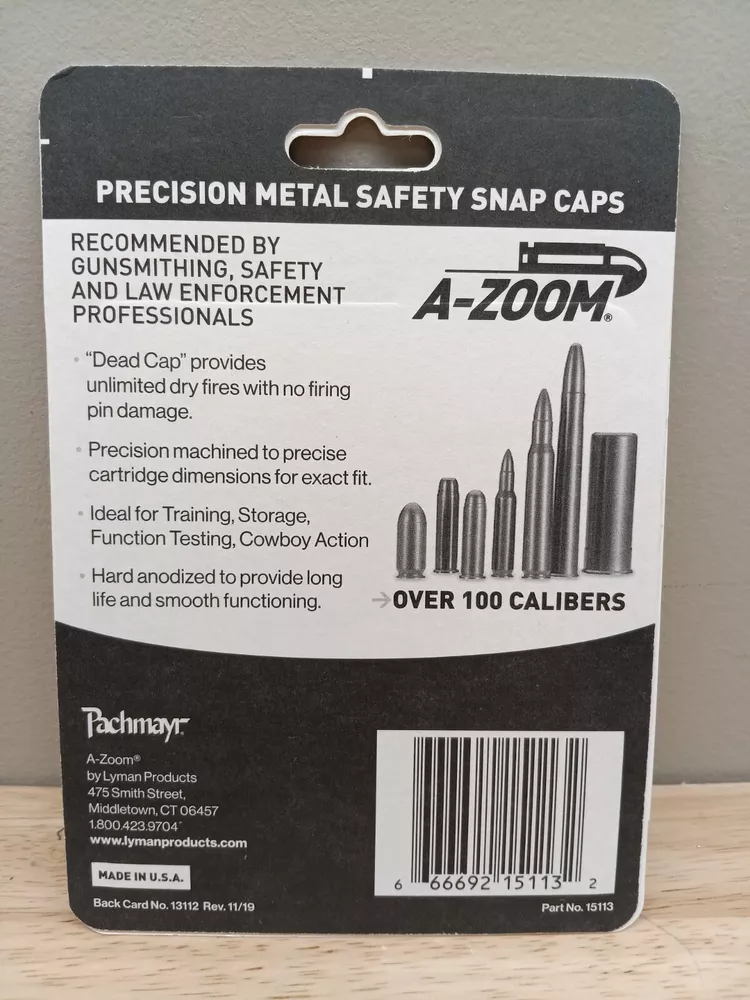 PRECISION METAL SAFETY SNAP CAPS
RECOMMENDED BY
GUNSMITHING, SAFETY
AND LAW ENFORCEMENT
PROFESSIONALS
A-ZOOM®
• “Dead Cap” provides
unlimited dry fires with no firing
pin damage.
• Precision machined to precise
cartridge dimensions for exact fit.
• Ideal for Training, Storage,
Function Testing, Cowboy Action
• Hard anodized to provide long
life and smooth functioning.
→OVER 100 CALIBERS
Pachmayr
A-Zoom®
by Lyman Products
475 Smith Street,
Middletown, CT 06457
1.800.423.9704
www.lymanproducts.com
MADE IN U.S.A.
Back Card No. 13112 Rev. 11/19
6 66692 15113 2
Part No. 15113